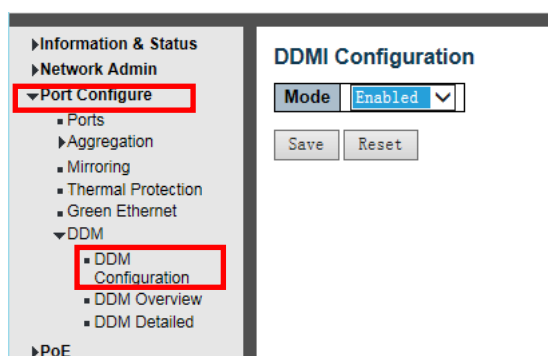 Information & Status
Network Admin
Port Configure
Ports
Aggregation
Mirroring
Thermal Protection
Green Ethernet
DDM
DDM
Configuration
DDM Overview
DDM Detailed
PoE
DDMI Configuration
Mode Enabled
Save Reset